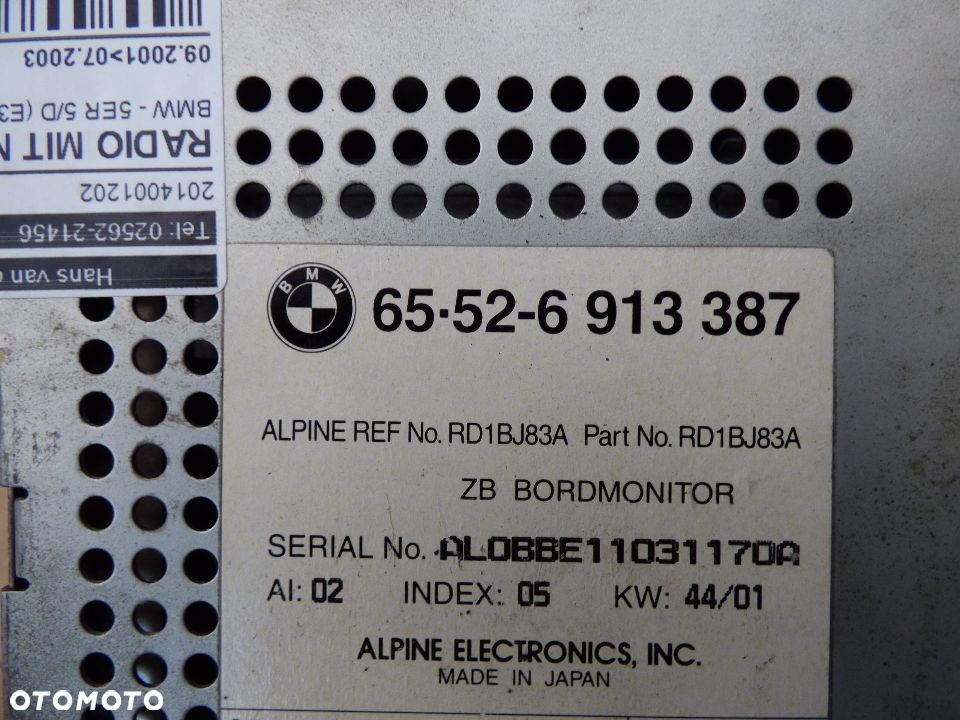 Hans van
Tel: 02562-21456
2014001202
RADIO MIT
BMW - 5ER 5/D (E3
09.2001>07.2003
BMW
65·52-6 913 387
ALPINE REF No. RD1BJ83A Part No. RD1BJ83A
ZB BORDMONITOR
SERIAL No. AL0BBE11031170A
AI: 02 INDEX: 05 KW: 44/01
ALPINE ELECTRONICS, INC.
MADE IN JAPAN
OTOMOTO